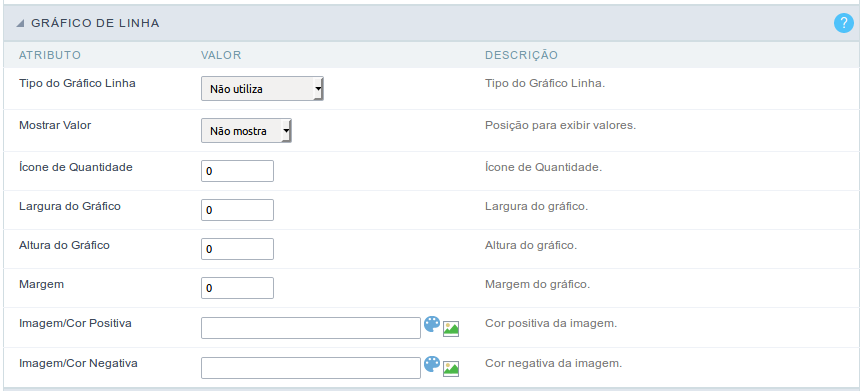 GRÁFICO DE LINHA ?
ATRIBUTO VALOR DESCRIÇÃO
Tipo do Gráfico Linha Não utiliza Tipo do Gráfico Linha.
Mostrar Valor Não mostra Posição para exibir valores.
Ícone de Quantidade 0 Ícone de Quantidade.
Largura do Gráfico 0 Largura do gráfico.
Altura do Gráfico 0 Altura do gráfico.
Margem 0 Margem do gráfico.
Imagem/Cor Positiva Cor positiva da imagem.
Imagem/Cor Negativa Cor negativa da imagem.